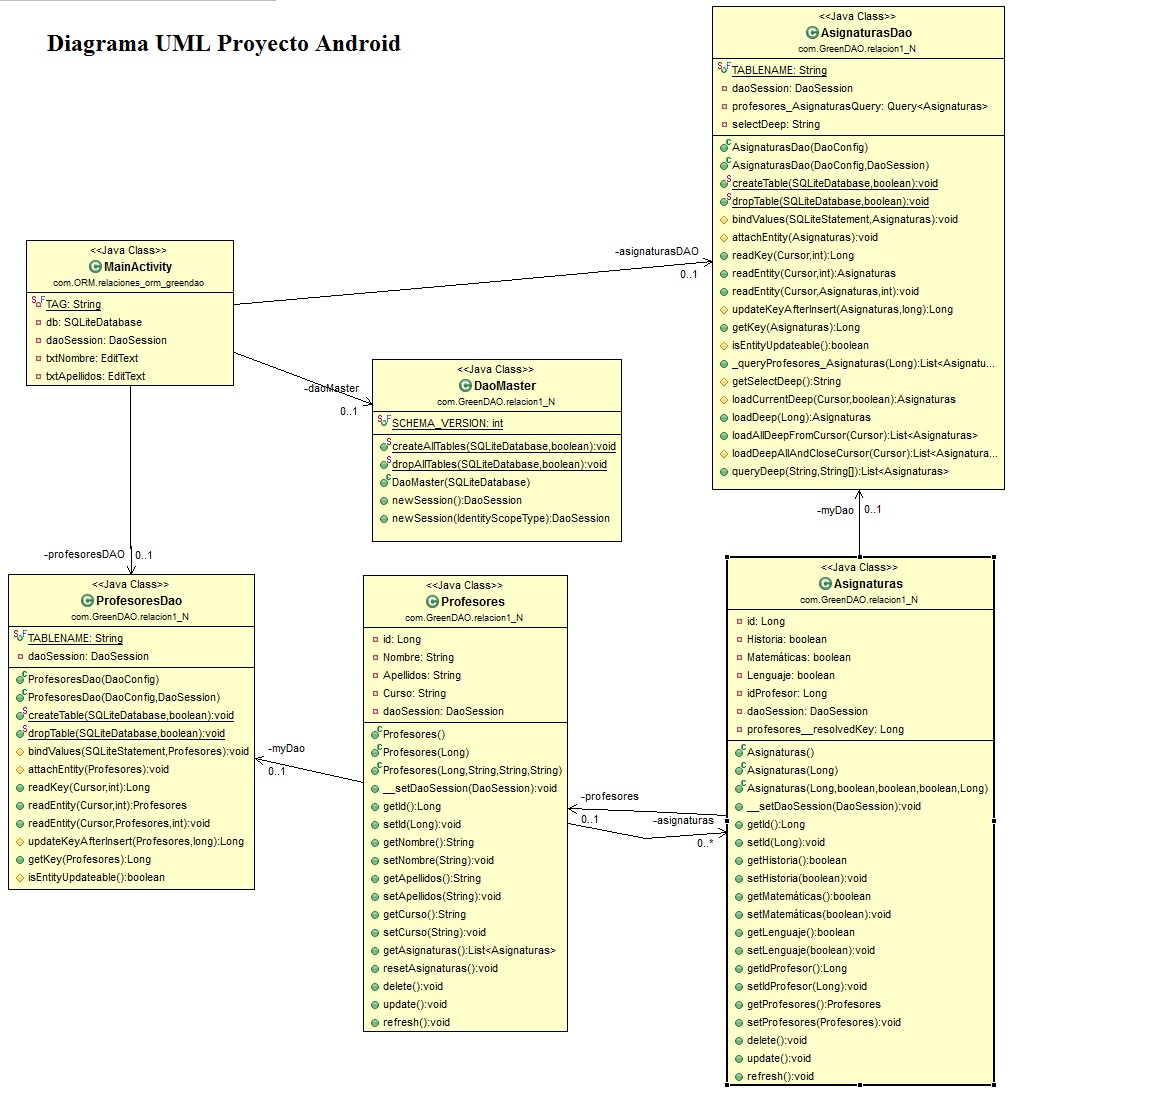 Diagrama UML Proyecto Android
<<Java Class>>
AsignaturasDao
com.GreenDAO.relacion1_N
TABLENAME: String
daoSession: DaoSession
profesores_AsignaturasQuery: Query<Asignaturas>
selectDeep: String
AsignaturasDao(DaoConfig)
AsignaturasDao(DaoConfig,DaoSession)
createTable(SQLiteDatabase,boolean):void
dropTable(SQLiteDatabase,boolean):void
bindValues(SQLiteStatement,Asignaturas):void
attachEntity(Asignaturas):void
readKey(Cursor,int):Long
readEntity(Cursor,int):Asignaturas
readEntity(Cursor,Asignaturas,int):void
updateKeyAfterInsert(Asignaturas,long):Long
getKey(Asignaturas):Long
isEntityUpdateable():boolean
_queryProfesores_Asignaturas(Long):List<Asignatu...
getSelectDeep():String
loadCurrentDeep(Cursor,boolean):Asignaturas
loadDeep(Long):Asignaturas
loadAllDeepFromCursor(Cursor):List<Asignaturas>
loadDeepAllAndCloseCursor(Cursor):List<Asignatura...
queryDeep(String,String[]):List<Asignaturas>
<<Java Class>>
MainActivity
com.ORM.relaciones_orm_greendao
TAG: String
db: SQLiteDatabase
daoSession: DaoSession
txtNombre: EditText
txtApellidos: EditText
-asignaturasDAO
0..1
-daoMaster
0..1
<<Java Class>>
DaoMaster
com.GreenDAO.relacion1_N
SCHEMA_VERSION: int
createAllTables(SQLiteDatabase,boolean):void
dropAllTables(SQLiteDatabase,boolean):void
DaoMaster(SQLiteDatabase)
newSession():DaoSession
newSession(IdentityScopeType):DaoSession
-myDao
0..1
-profesoresDAO
0..1
<<Java Class>>
ProfesoresDao
com.GreenDAO.relacion1_N
TABLENAME: String
daoSession: DaoSession
ProfesoresDao(DaoConfig)
ProfesoresDao(DaoConfig,DaoSession)
createTable(SQLiteDatabase,boolean):void
dropTable(SQLiteDatabase,boolean):void
bindValues(SQLiteStatement,Profesores):void
attachEntity(Profesores):void
readKey(Cursor,int):Long
readEntity(Cursor,int):Profesores
readEntity(Cursor,Profesores,int):void
updateKeyAfterInsert(Profesores,long):Long
getKey(Profesores):Long
isEntityUpdateable():boolean
-myDao
0..1
<<Java Class>>
Profesores
com.GreenDAO.relacion1_N
id: Long
Nombre: String
Apellidos: String
Curso: String
daoSession: DaoSession
Profesores()
Profesores(Long)
Profesores(Long,String,String,String)
__setDaoSession(DaoSession):void
getId():Long
setId(Long):void
getNombre():String
setNombre(String):void
getApellidos():String
setApellidos(String):void
getCurso():String
setCurso(String):void
getAsignaturas():List<Asignaturas>
resetAsignaturas():void
delete():void
update():void
refresh():void
-profesores
0..1
-asignaturas
0..*
<<Java Class>>
Asignaturas
com.GreenDAO.relacion1_N
id: Long
Historia: boolean
Matemáticas: boolean
Lenguaje: boolean
idProfesor: Long
daoSession: DaoSession
profesores__resolvedKey: Long
Asignaturas()
Asignaturas(Long)
Asignaturas(Long,boolean,boolean,boolean,Long)
__setDaoSession(DaoSession):void
getId():Long
setId(Long):void
getHistoria():boolean
setHistoria(boolean):void
getMatemáticas():boolean
setMatemáticas(boolean):void
getLenguaje():boolean
setLenguaje(boolean):void
getIdProfesor():Long
setIdProfesor(Long):void
getProfesores():Profesores
setProfesores(Profesores):void
delete():void
update():void
refresh():void